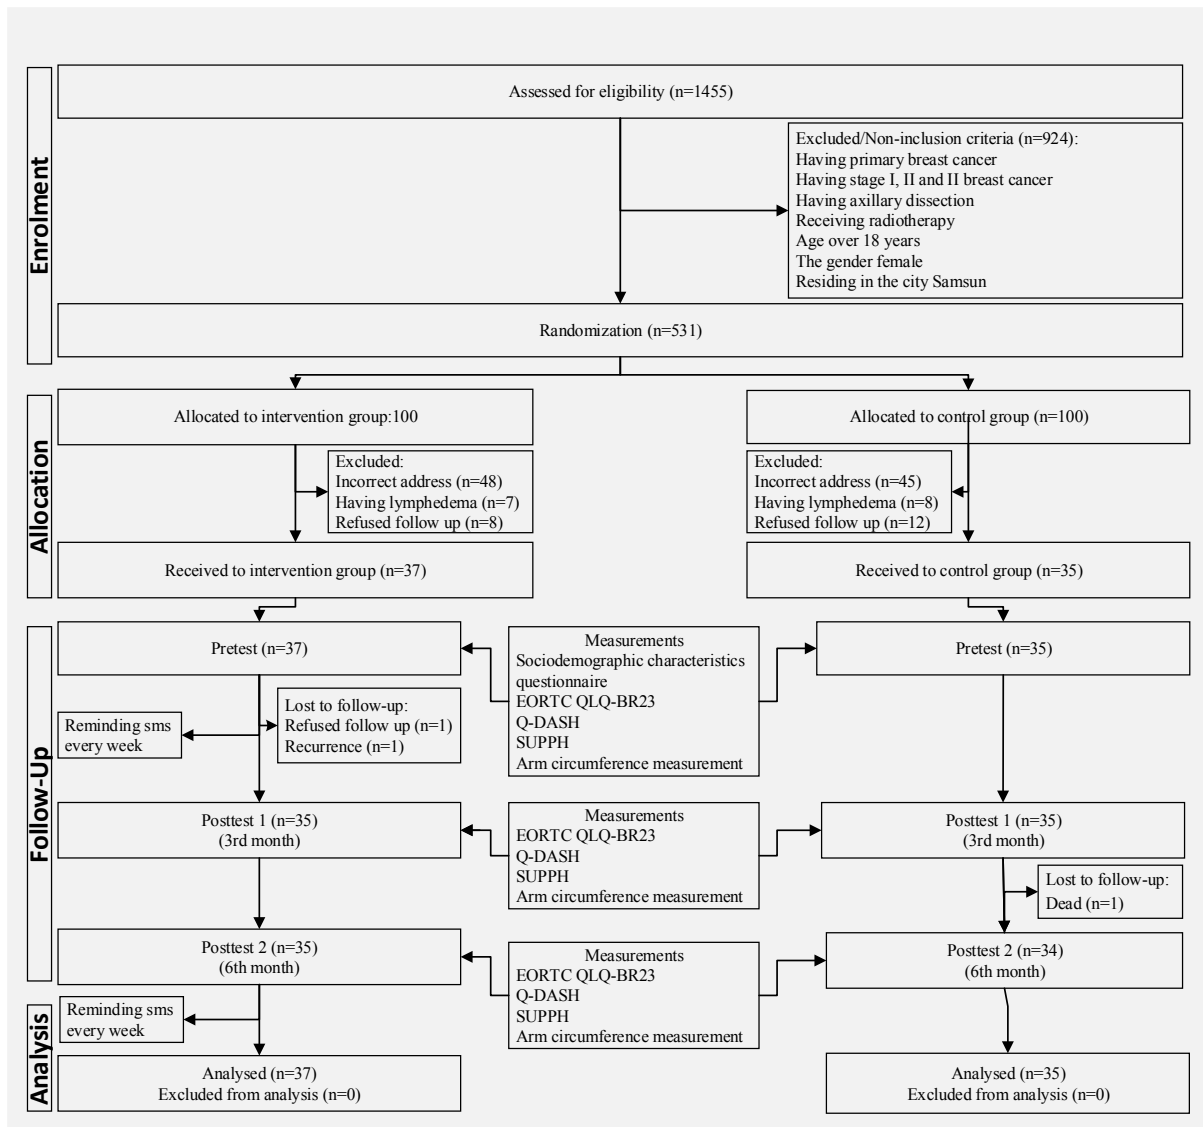 Enrolment
Assessed for eligibility (n=1455)
Excluded/Non-inclusion criteria (n=924):
Having primary breast cancer
Having stage I, II and II breast cancer
Having axillary dissection
Receiving radiotherapy
Age over 18 years
The gender female
Residing in the city Samsun
Randomization (n=531)
Allocation
Allocated to intervention group:100
Excluded:
Incorrect address (n=48)
Having lymphedema (n=7)
Refused follow up (n=8)
Received to intervention group (n=37)
Allocated to control group (n=100)
Excluded:
Incorrect address (n=45)
Having lymphedema (n=8)
Refused follow up (n=12)
Received to control group (n=35)
Follow-Up
Pretest (n=37)
Measurements
Sociodemographic characteristics
questionnaire
EORTC QLQ-BR23
Q-DASH
SUPPH
Arm circumference measurement
Pretest (n=35)
Reminding sms
every week
Lost to follow-up:
Refused follow up (n=1)
Recurrence (n=1)
Posttest 1 (n=35)
(3rd month)
Measurements
EORTC QLQ-BR23
Q-DASH
SUPPH
Arm circumference measurement
Posttest 1 (n=35)
(3rd month)
Lost to follow-up:
Dead (n=1)
Posttest 2 (n=35)
(6th month)
Measurements
EORTC QLQ-BR23
Q-DASH
SUPPH
Arm circumference measurement
Posttest 2 (n=34)
(6th month)
Analysis
Reminding sms
every week
Analysed (n=37)
Excluded from analysis (n=0)
Analysed (n=35)
Excluded from analysis (n=0)